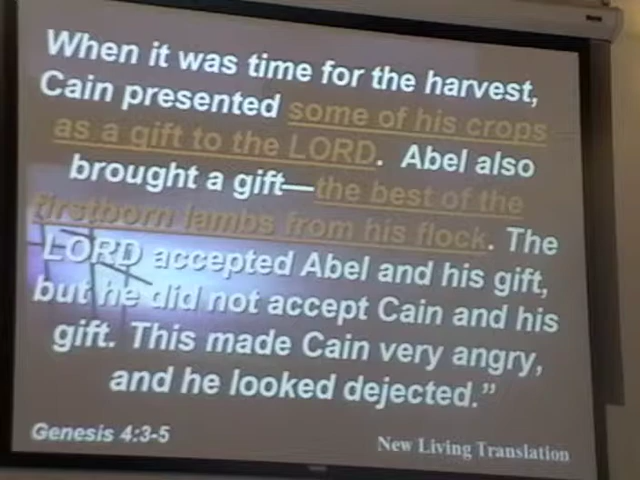 When it was time for the harvest,
Cain presented some of his crops
as a gift to the LORD. Abel also
brought a gift—the best of the
firstborn lambs from his flock. The
LORD accepted Abel and his gift,
but he did not accept Cain and his
gift. This made Cain very angry,
and he looked dejected.”
Genesis 4:3-5
New Living Translation